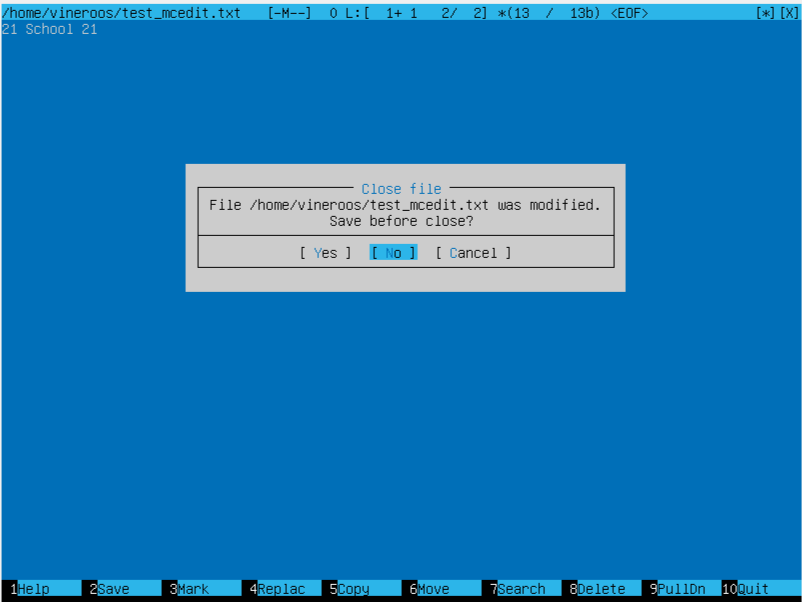 /home/vineroos/test_mcedit.txt [-M--] 0 L:[ 1+ 1 2/ 2] *(13 / 13b) <EOF> [*][X]
21 School 21
Close file
File /home/vineroos/test_mcedit.txt was modified.
Save before close?
[ Yes ] [ No ] [ Cancel ]
1Help 2Save 3Mark 4Replac 5Copy 6Move 7Search 8Delete 9PullDn 10Quit